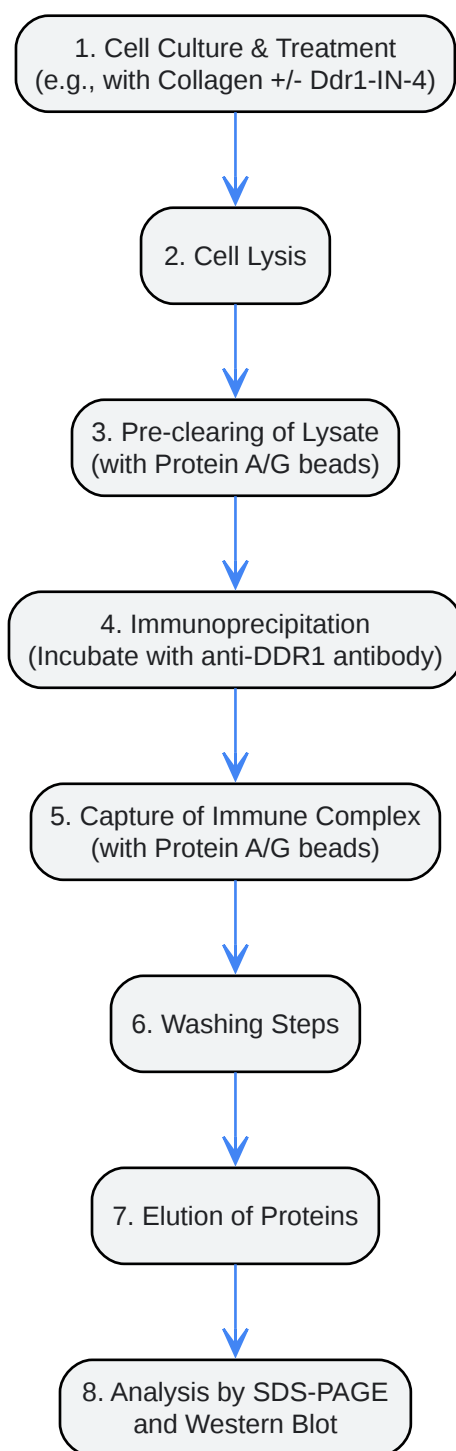 1. Cell Culture & Treatment
(e.g., with Collagen +/- Ddr1-IN-4)
2. Cell Lysis
3. Pre-clearing of Lysate
(with Protein A/G beads)
4. Immunoprecipitation
(Incubate with anti-DDR1 antibody)
5. Capture of Immune Complex
(with Protein A/G beads)
6. Washing Steps
7. Elution of Proteins
8. Analysis by SDS-PAGE
and Western Blot